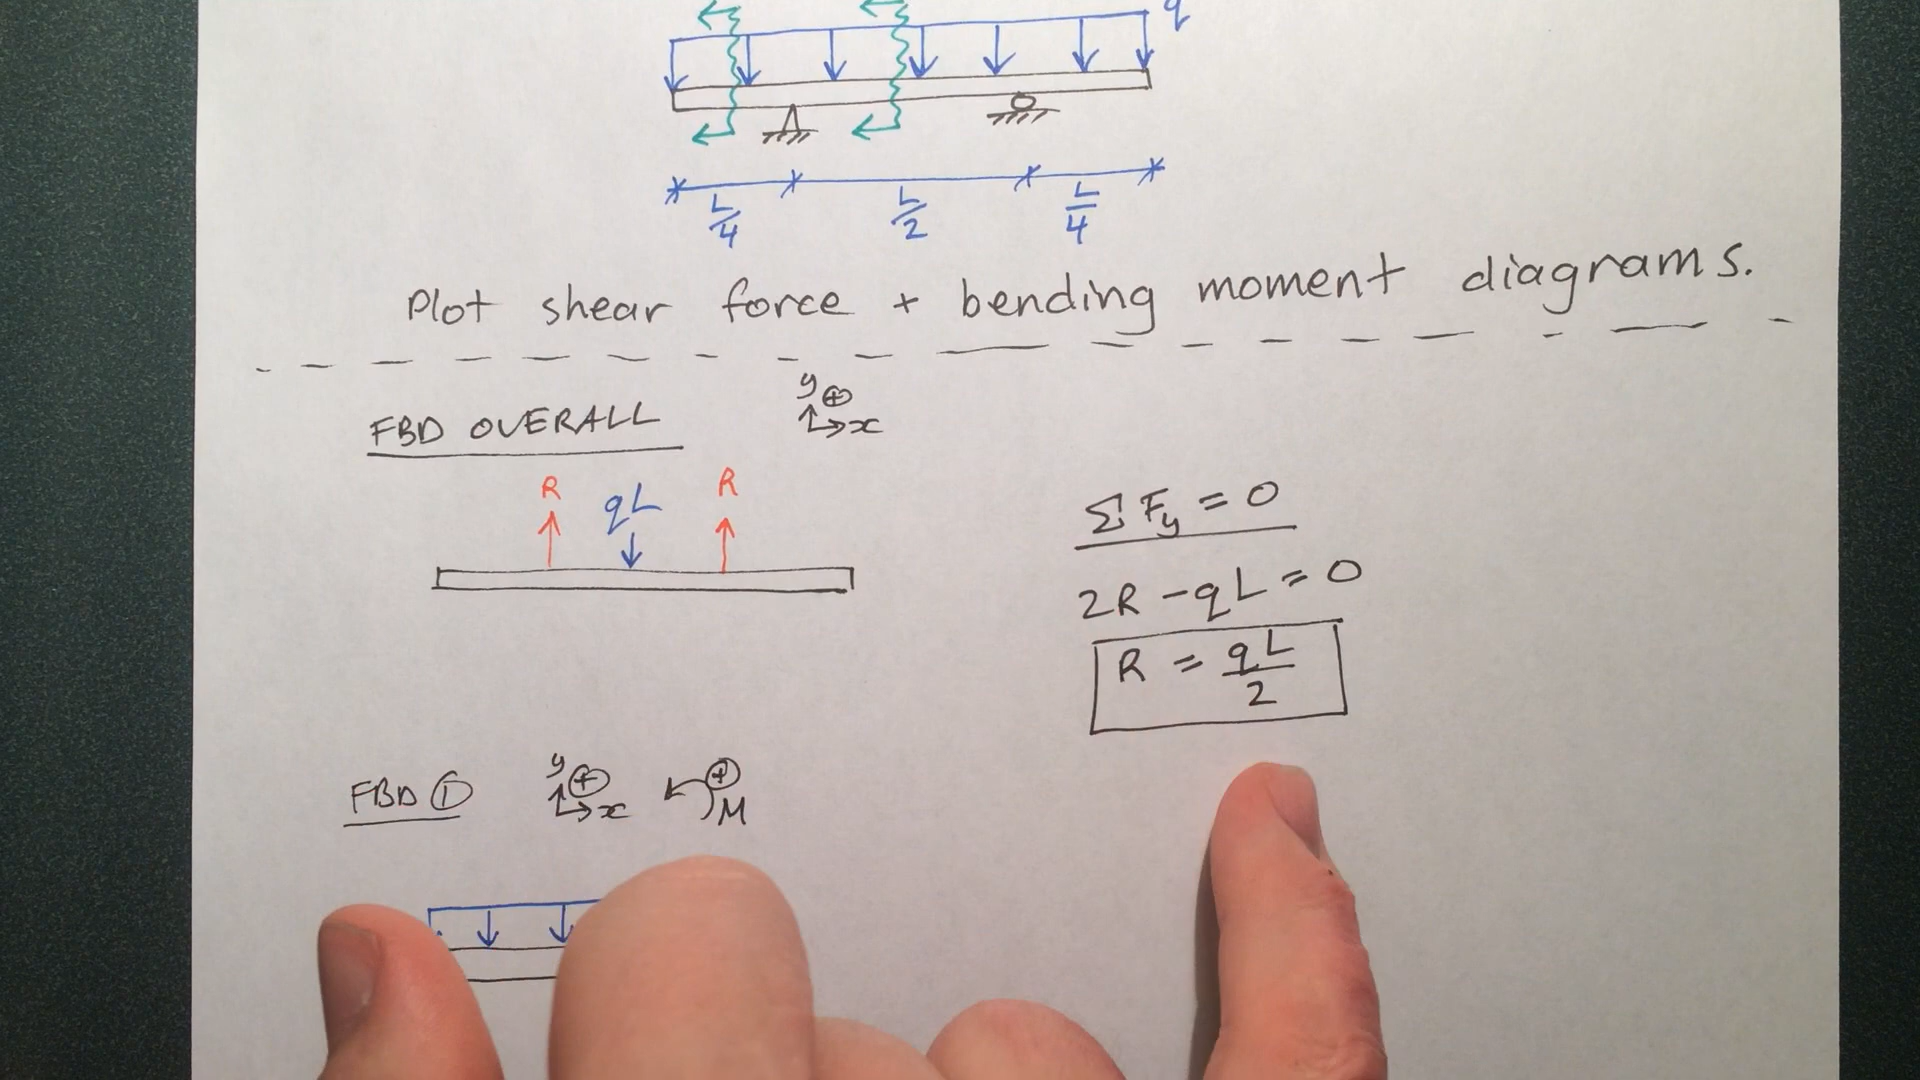 q
L/4 L/2 L/4
Plot shear force + bending moment diagrams.
FBD OVERALL
y + x
R qL R
ΣFy = 0
2R - qL = 0
R = qL/2
FBD ①
y + x
+ M